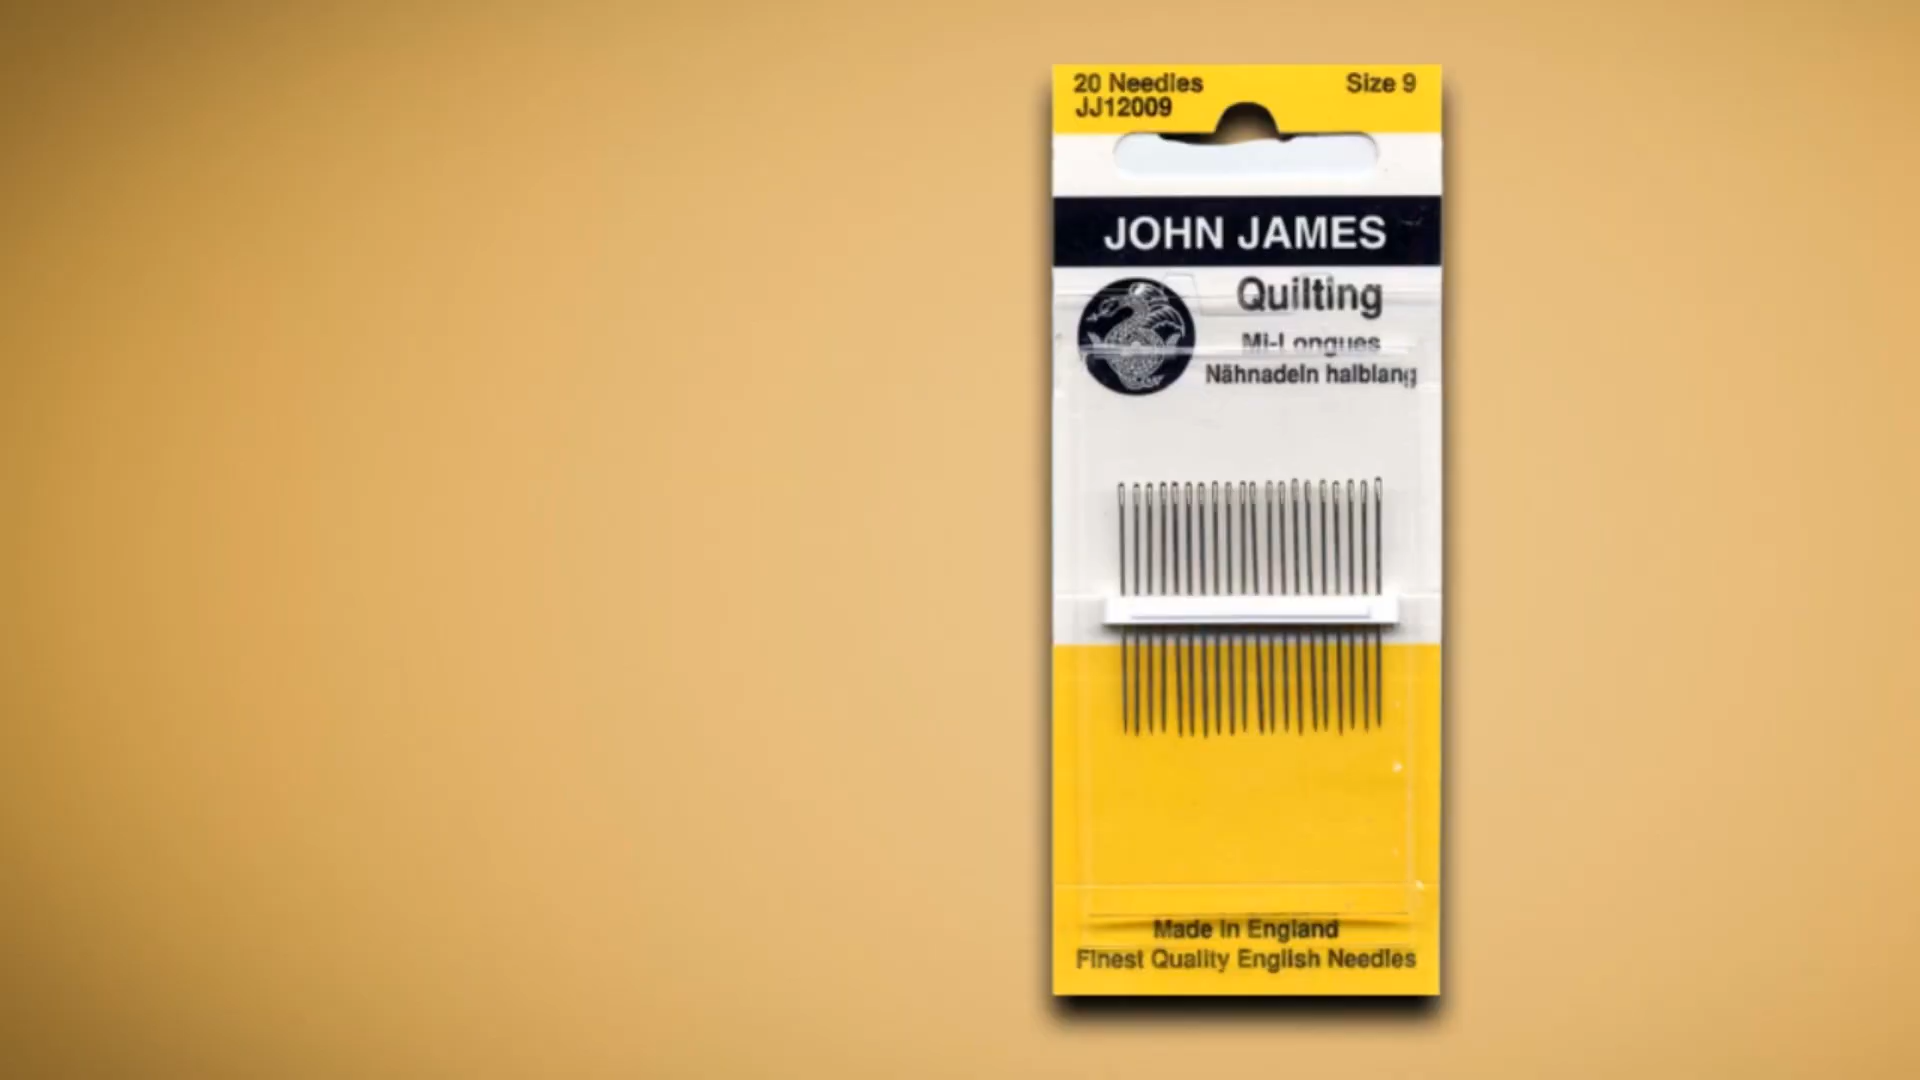 20 Needles
Size 9
JJ12009
JOHN JAMES
Quilting
Mi-Longues
Nähnadeln halblang
Made in England
Finest Quality English Needles